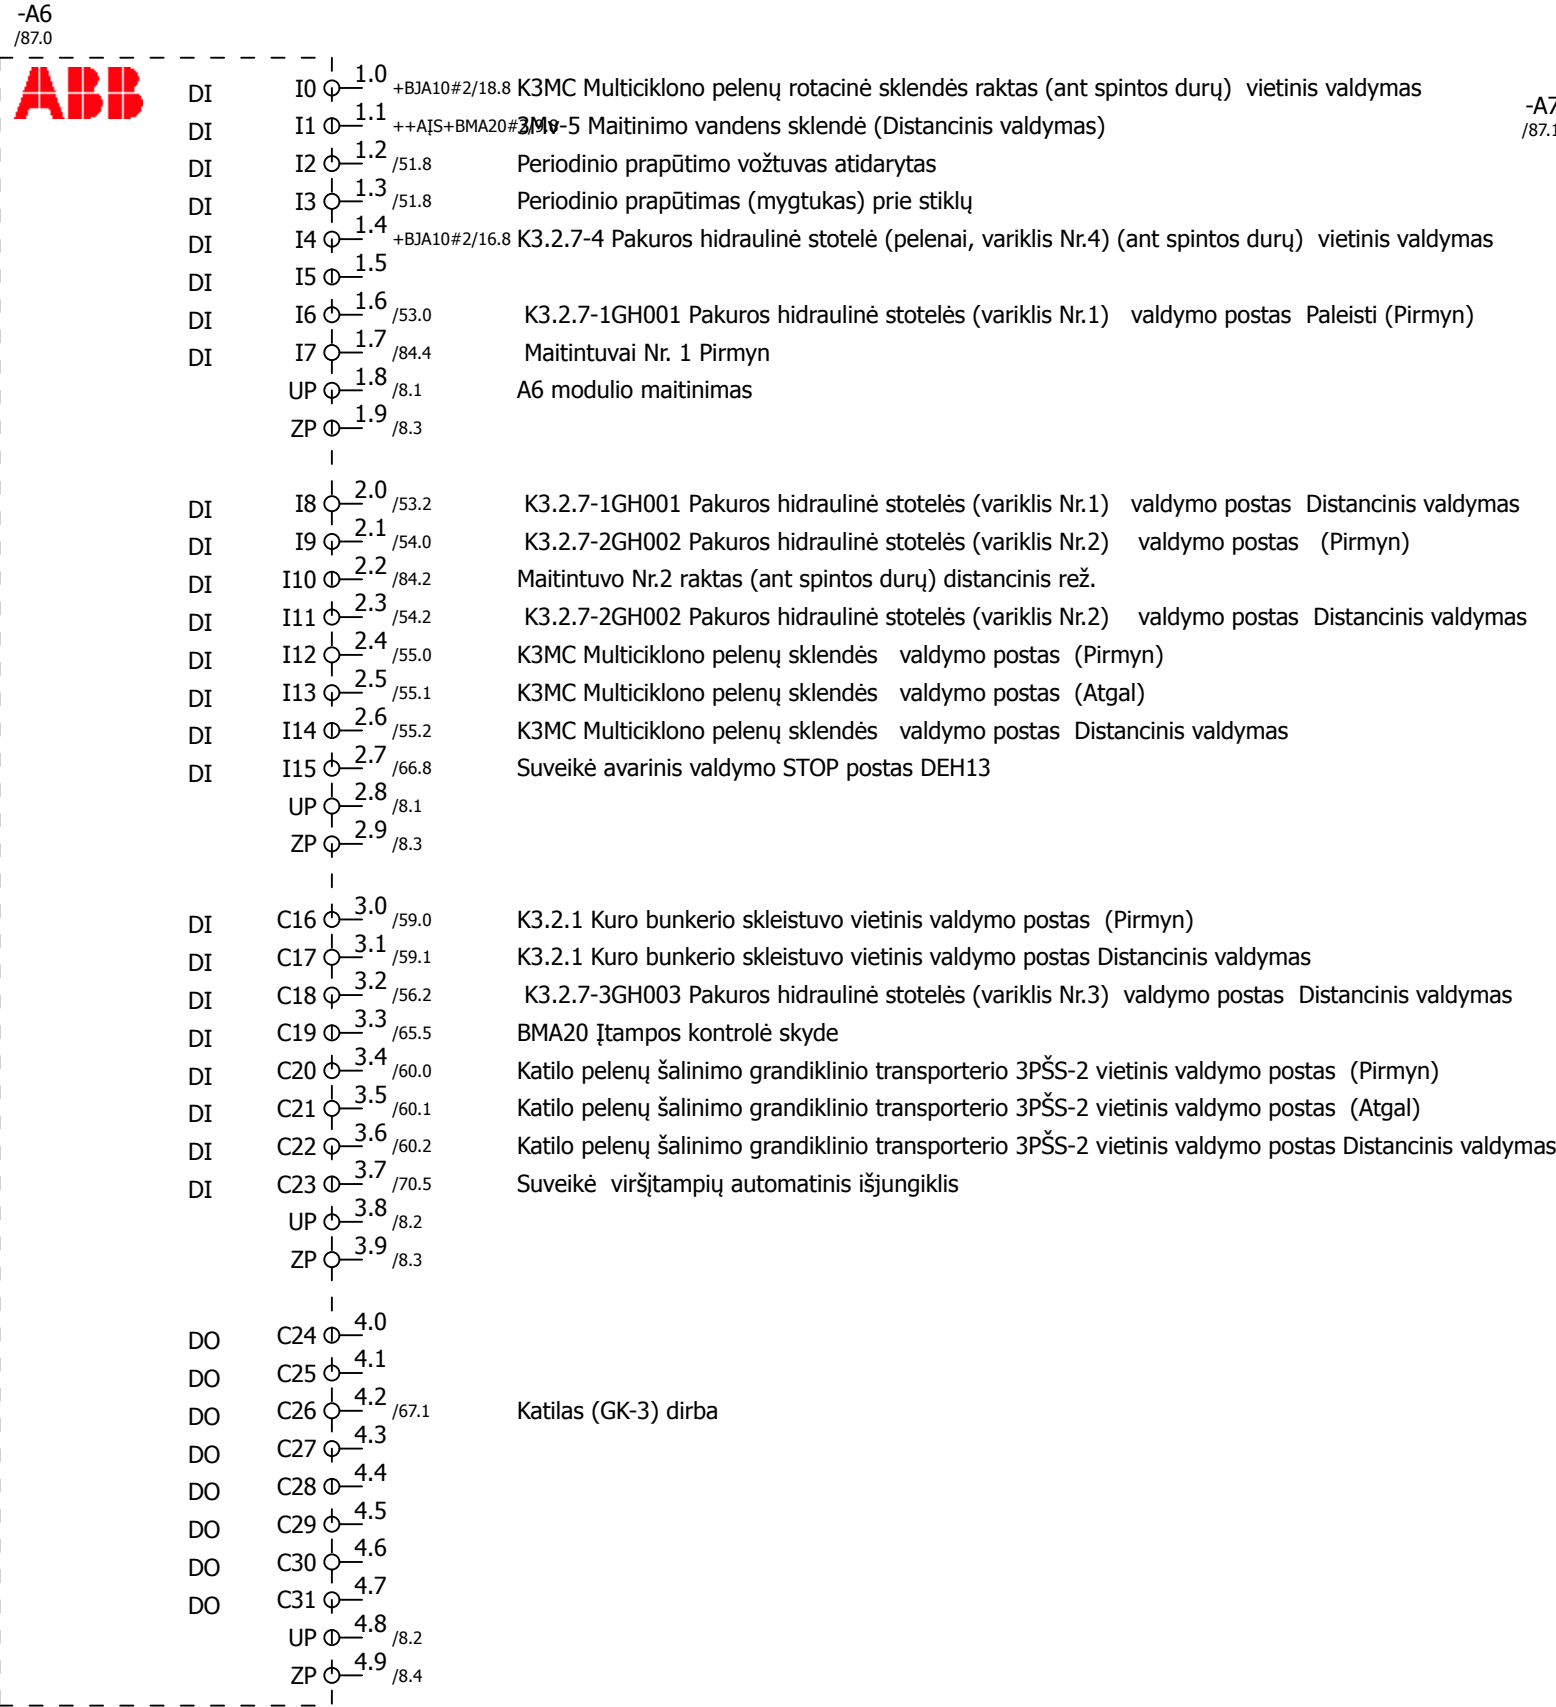 -A6
/87.0
ABB
-A7
DI I0 1.0 +BJA10#2/18.8 K3MC Multiciklono pelenų rotacinė sklendės raktas (ant spintos durų) vietinis valdymas
DI I1 1.1 Maitinimo vandens sklendė (Distancinis valdymas)
DI I2 1.2 /51.8 Periodinio prapūtimo vožtuvas atidarytas
DI I3 1.3 /51.8 Periodinio prapūtimas (mygtukas) prie stiklų
DI I4 1.4 +BJA10#2/16.8 K3.2.7-4 Pakuros hidraulinė stotelė (pelenai, variklis Nr.4) (ant spintos durų) vietinis valdymas
DI I5 1.5
DI I6 1.6 /53.0 K3.2.7-1GH001 Pakuros hidraulinė stotelės (variklis Nr.1) valdymo postas Paleisti (Pirmyn)
DI I7 1.7 /84.4 Maitintuvai Nr. 1 Pirmyn
UP 1.8 /8.1 A6 modulio maitinimas
ZP 1.9 /8.3
DI I8 2.0 /53.2 K3.2.7-1GH001 Pakuros hidraulinė stotelės (variklis Nr.1) valdymo postas Distancinis valdymas
DI I9 2.1 /54.0 K3.2.7-2GH002 Pakuros hidraulinė stotelės (variklis Nr.2) valdymo postas (Pirmyn)
DI I10 2.2 /84.2 Maitintuvo Nr.2 raktas (ant spintos durų) distancinis rež.
DI I11 2.3 /54.2 K3.2.7-2GH002 Pakuros hidraulinė stotelės (variklis Nr.2) valdymo postas Distancinis valdymas
DI I12 2.4 /55.0 K3MC Multiciklono pelenų sklendės valdymo postas (Pirmyn)
DI I13 2.5 /55.1 K3MC Multiciklono pelenų sklendės valdymo postas (Atgal)
DI I14 2.6 /55.2 K3MC Multiciklono pelenų sklendės valdymo postas Distancinis valdymas
DI I15 2.7 /66.8 Suveikė avarinis valdymo STOP postas DEH13
UP 2.8 /8.1
ZP 2.9 /8.3
DI C16 3.0 /59.0 K3.2.1 Kuro bunkerio skleistuvo vietinis valdymo postas (Pirmyn)
DI C17 3.1 /59.1 K3.2.1 Kuro bunkerio skleistuvo vietinis valdymo postas Distancinis valdymas
DI C18 3.2 /56.2 K3.2.7-3GH003 Pakuros hidraulinė stotelės (variklis Nr.3) valdymo postas Distancinis valdymas
DI C19 3.3 /65.5 BMA20 Įtampos kontrolė skyde
DI C20 3.4 /60.0 Katilo pelenų šalinimo grandiklinio transporterio 3PŠS-2 vietinis valdymo postas (Pirmyn)
DI C21 3.5 /60.1 Katilo pelenų šalinimo grandiklinio transporterio 3PŠS-2 vietinis valdymo postas (Atgal)
DI C22 3.6 /60.2 Katilo pelenų šalinimo grandiklinio transporterio 3PŠS-2 vietinis valdymo postas Distancinis valdymas
DI C23 3.7 /70.5 Suveikė viršįtampių automatinis išjungiklis
UP 3.8 /8.2
ZP 3.9 /8.3
DO C24 4.0
DO C25 4.1
DO C26 4.2 /67.1 Katilas (GK-3) dirba
DO C27 4.3
DO C28 4.4
DO C29 4.5
DO C30 4.6
DO C31 4.7
UP 4.8 /8.2
ZP 4.9 /8.4